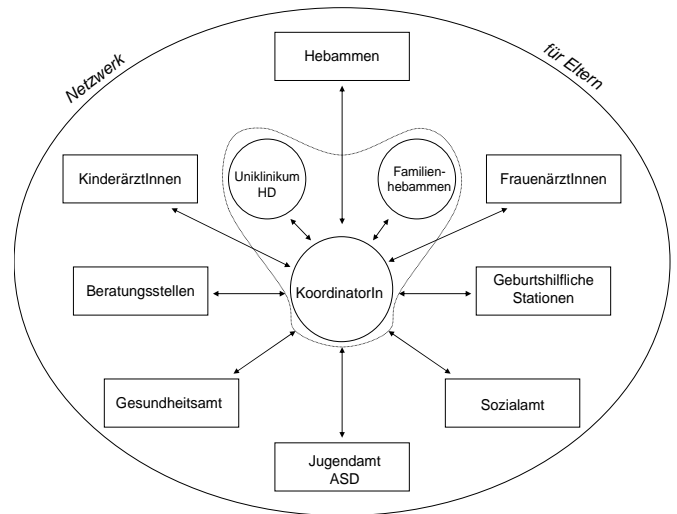 Netzwerk
für Eltern
Hebammen
Uniklinikum
HD
Familien-
hebammen
KinderärztInnen
FrauenärztInnen
KoordinatorIn
Beratungsstellen
Geburtshilfliche
Stationen
Gesundheitsamt
Sozialamt
Jugendamt
ASD